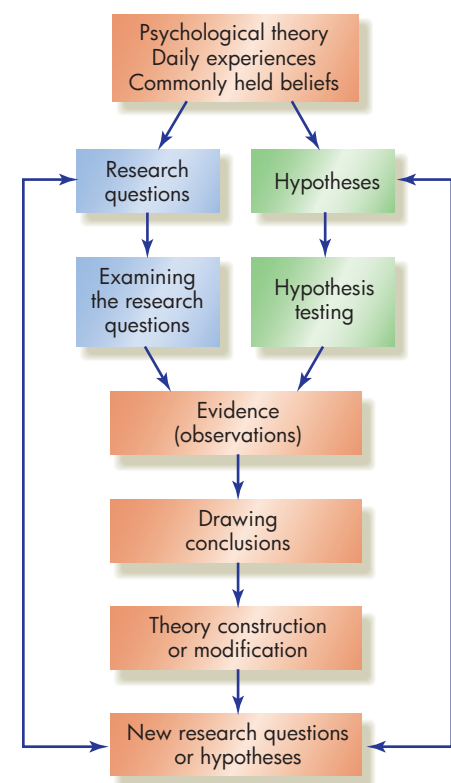 Psychological theory
Daily experiences
Commonly held beliefs
Research
questions
Hypotheses
Examining
the research
questions
Hypothesis
testing
Evidence
(observations)
Drawing
conclusions
Theory construction
or modification
New research questions
or hypotheses